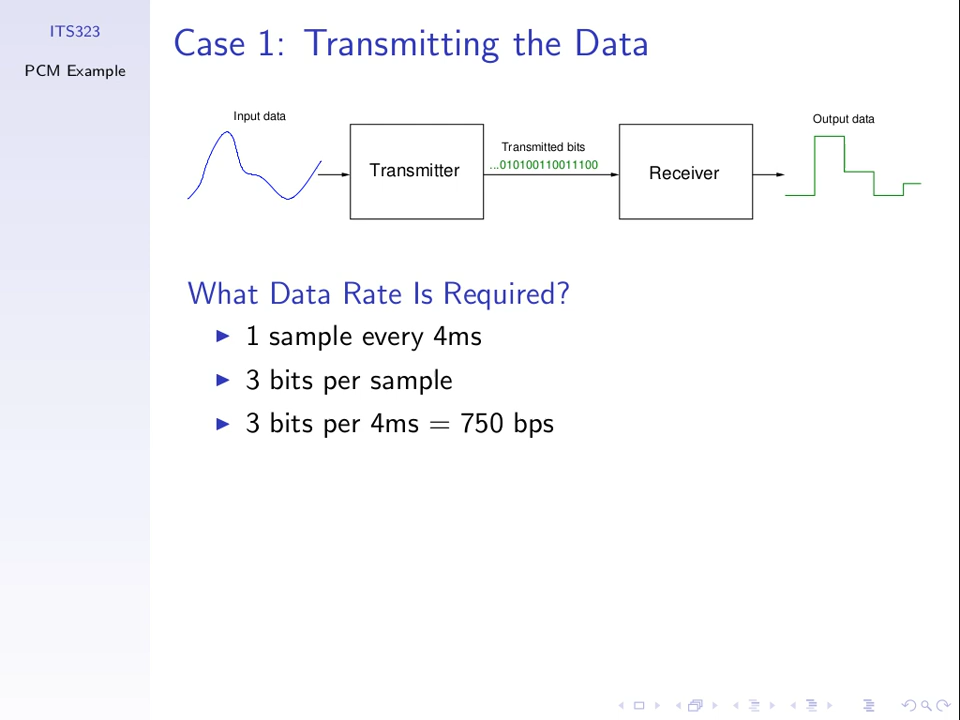 ITS323
PCM Example
Case 1: Transmitting the Data
Input data
Transmitter
Transmitted bits
...010100110011100
Receiver
Output data
What Data Rate Is Required?
1 sample every 4ms
3 bits per sample
3 bits per 4ms = 750 bps